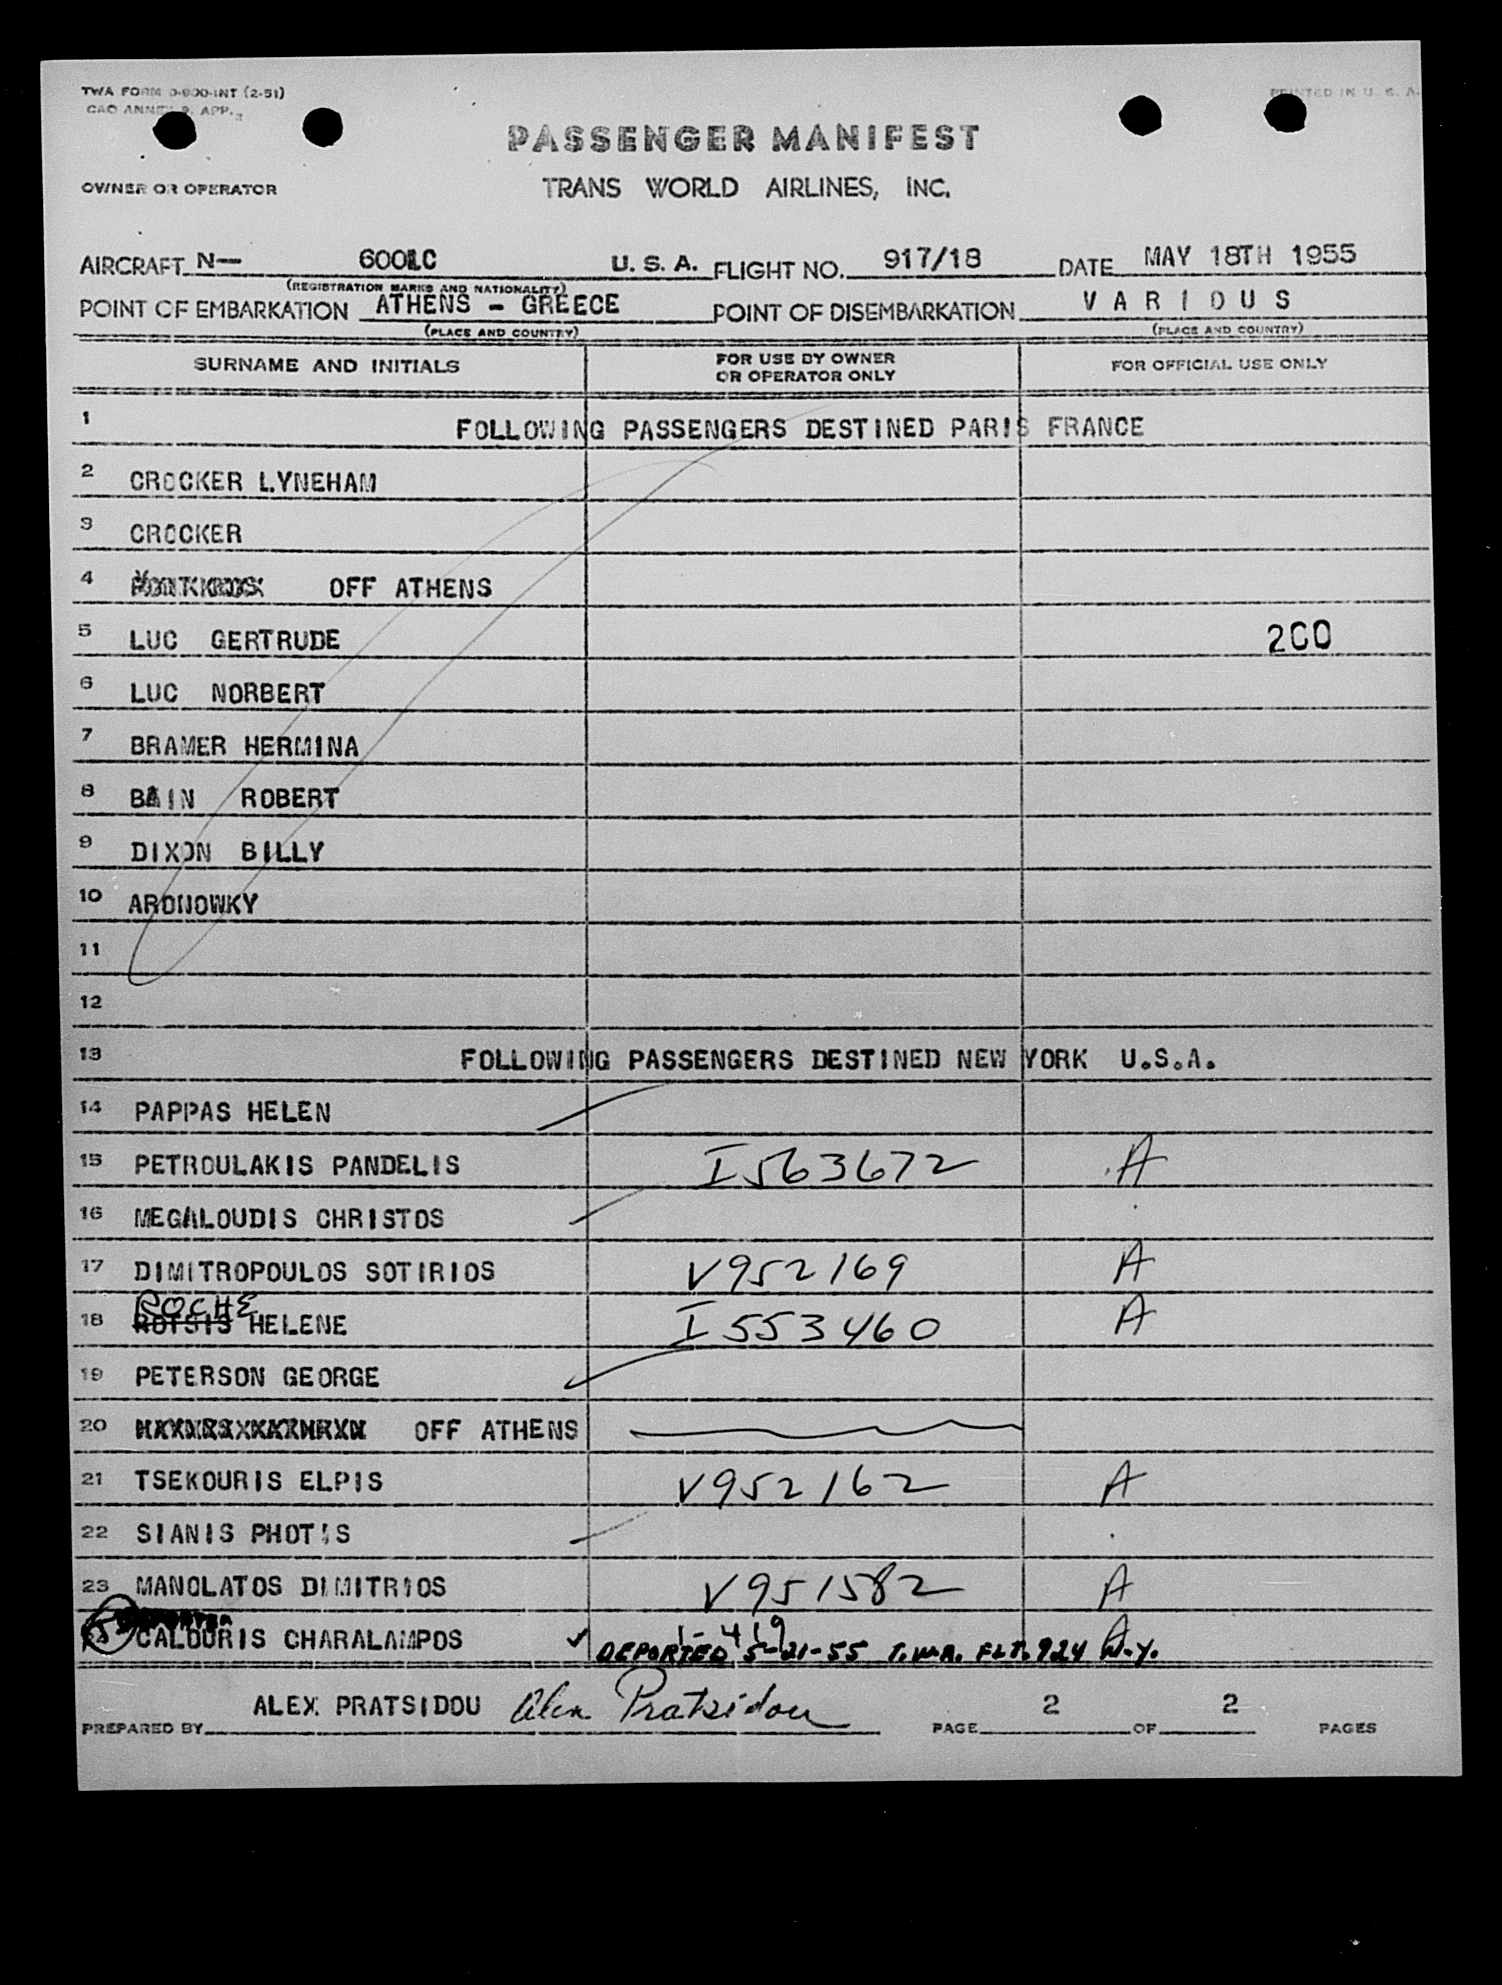 TWA FORM 0-800-INT (2-51)
PRINTED IN U. S. A.
CAO ANNEX 9, APP.
PASSENGER MANIFEST
OWNER OR OPERATOR TRANS WORLD AIRLINES, INC.
AIRCRAFT N— 6001C U. S. A. FLIGHT NO. 917/18 DATE MAY 18TH 1955
(REGISTRATION MARKS AND NATIONALITY)
POINT OF EMBARKATION ATHENS - GREECE POINT OF DISEMBARKATION V A R I O U S
(PLACE AND COUNTRY) (PLACE AND COUNTRY)
SURNAME AND INITIALS FOR USE BY OWNER OR OPERATOR ONLY FOR OFFICIAL USE ONLY
1 FOLLOWING PASSENGERS DESTINED PARIS FRANCE
2 CROCKER LYNEHAM
3 CROCKER
4 OFF ATHENS
5 LUC GERTRUDE 200
6 LUC NORBERT
7 BRAMER HERMINA
8 BAIN ROBERT
9 DIXON BILLY
10 ARONOWKY
11
12
13 FOLLOWING PASSENGERS DESTINED NEW YORK U.S.A.
14 PAPPAS HELEN
15 PETROULAKIS PANDELIS I563672 A
16 MEGALOUDIS CHRISTOS
17 DIMITROPOULOS SOTIRIOS V952169 A
ROCHE
18 HELENE I553460 A
19 PETERSON GEORGE
20 OFF ATHENS
21 TSEKOURIS ELPIS V952162 A
22 SIANIS PHOTIS
23 MANOLATOS DIMITRIOS V951582 A
1-419
CALOURIS CHARALAMPOS ✓ DEPORTED 5-21-55 T.W.A. FLT. 924 N.Y.
PREPARED BY ALEX PRATSIDOU Alex Pratsidou PAGE 2 OF 2 PAGES